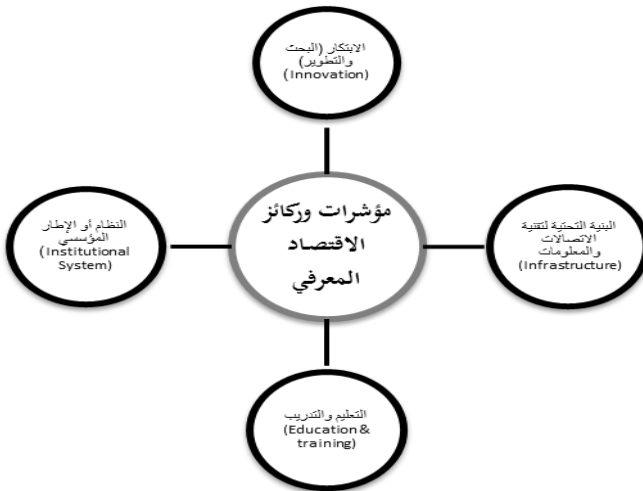 الابتكار (البحث
والتطوير)
(Innovation)
مؤشرات وركائز
الاقتصاد
المعرفي
البنية التحتية لتقنية
الاتصالات
والمعلومات
(Infrastructure)
النظام أو الإطار
المؤسسي
(Institutional
System)
التعليم والتدريب
(Education &
training)